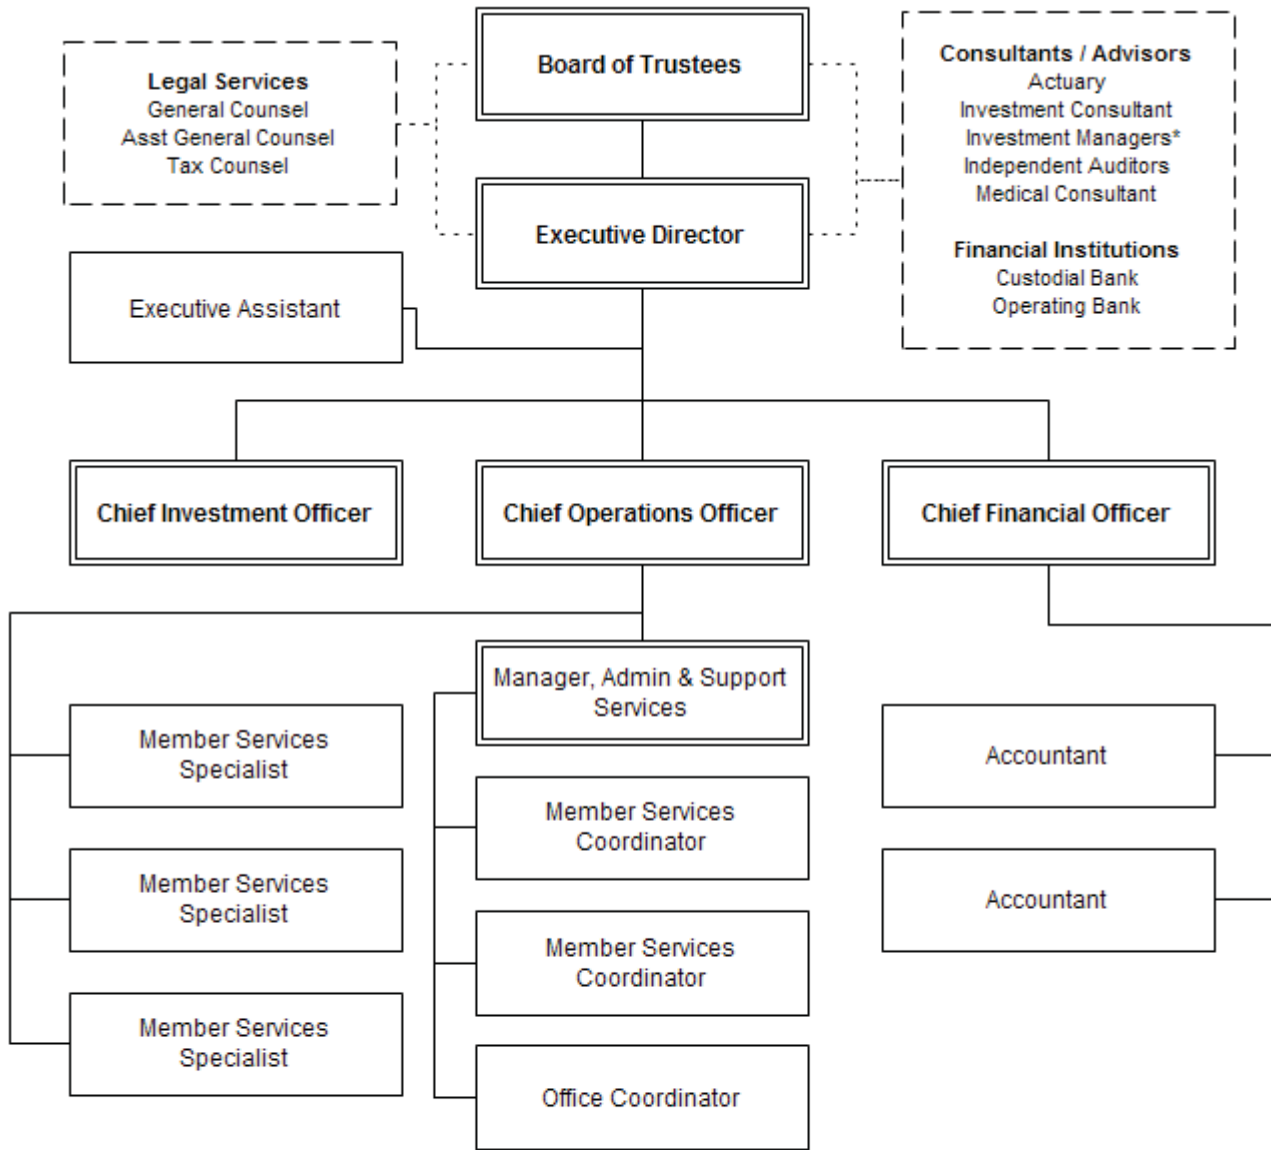 Legal Services
General Counsel
Asst General Counsel
Tax Counsel
Board of Trustees
Consultants / Advisors
Actuary
Investment Consultant
Investment Managers*
Independent Auditors
Medical Consultant
Financial Institutions
Custodial Bank
Operating Bank
Executive Director
Executive Assistant
Chief Investment Officer
Chief Operations Officer
Chief Financial Officer
Manager, Admin & Support
Services
Member Services
Specialist
Member Services
Specialist
Member Services
Specialist
Member Services
Coordinator
Member Services
Coordinator
Office Coordinator
Accountant
Accountant